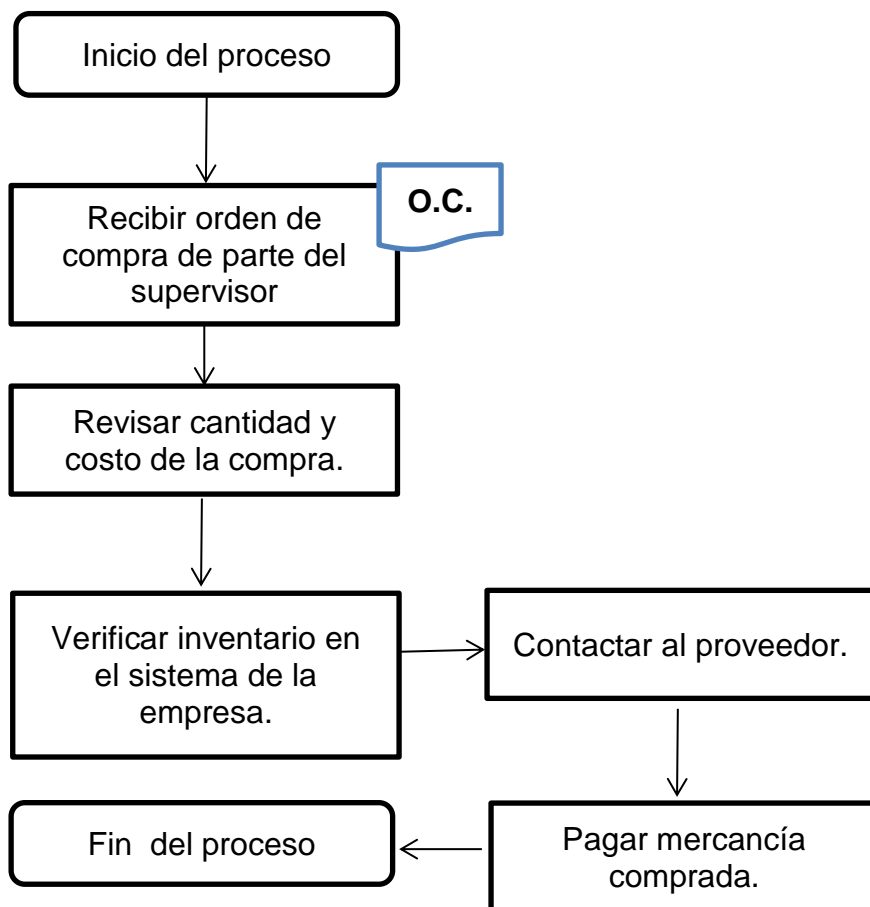 Inicio del proceso
O.C.
Recibir orden de
compra de parte del
supervisor
Revisar cantidad y
costo de la compra.
Verificar inventario en
el sistema de la
empresa.
Contactar al proveedor.
Pagar mercancía
comprada.
Fin  del proceso